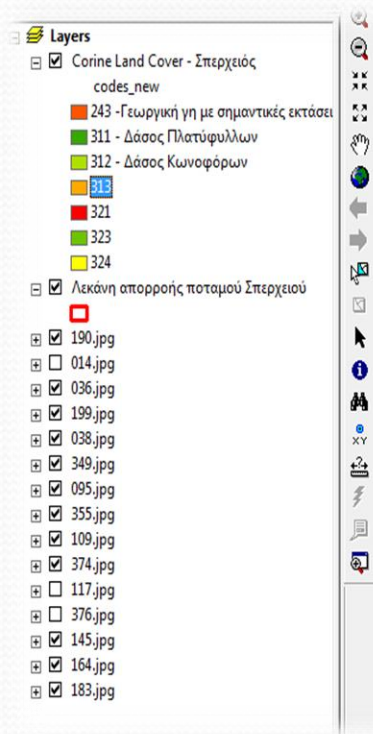 Layers
Corine Land Cover - Σπερχειός
codes_new
243 -Γεωργική γη με σημαντικές εκτάσει
311 - Δάσος Πλατύφυλλων
312 - Δάσος Κωνοφόρων
313
321
323
324
Λεκάνη απορροής ποταμού Σπερχειού
190.jpg
014.jpg
036.jpg
199.jpg
038.jpg
349.jpg
095.jpg
355.jpg
109.jpg
374.jpg
117.jpg
376.jpg
145.jpg
164.jpg
183.jpg
XY